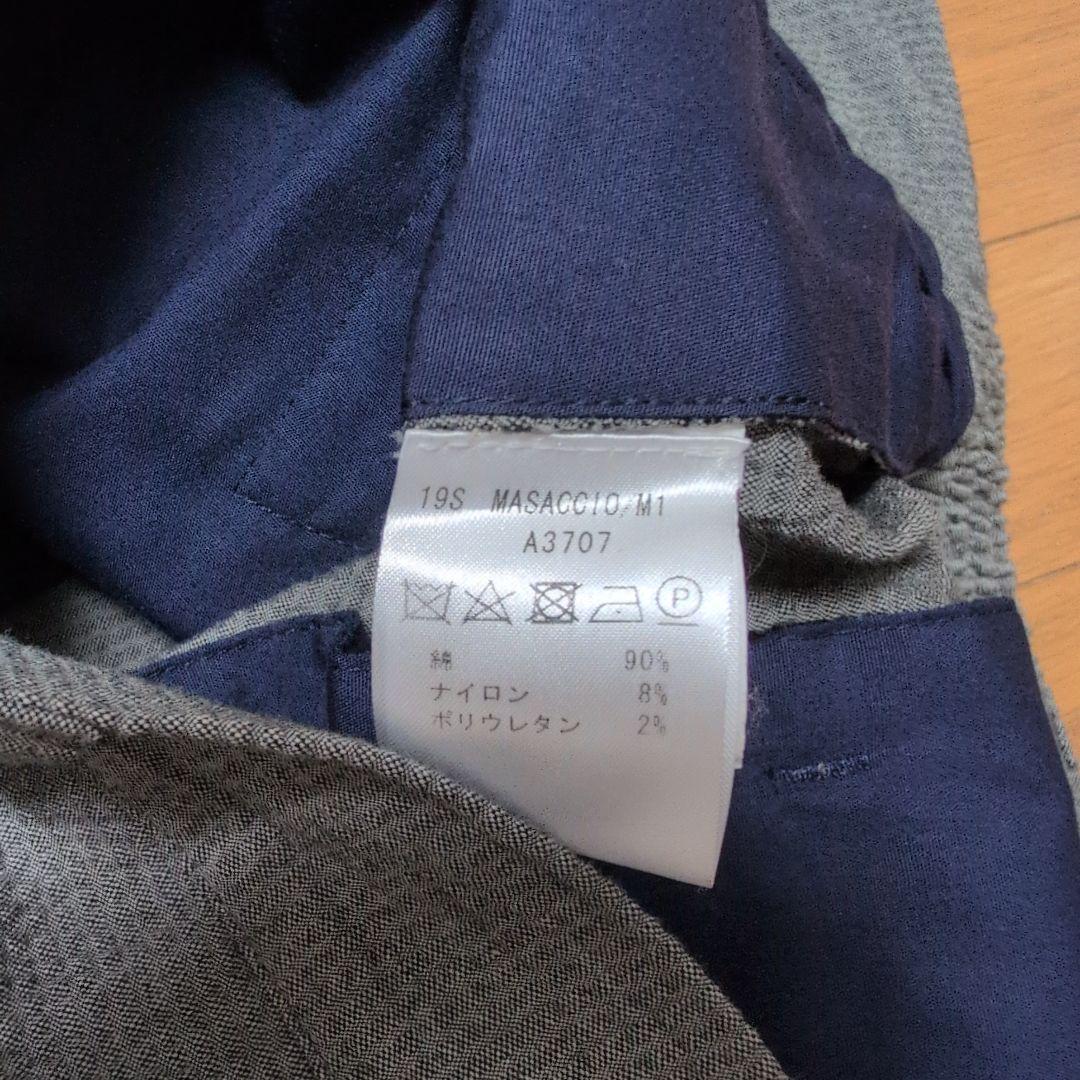 19S MASACCIO/M1
A3707
P
綿 90%
ナイロン 8%
ポリウレタン 2%